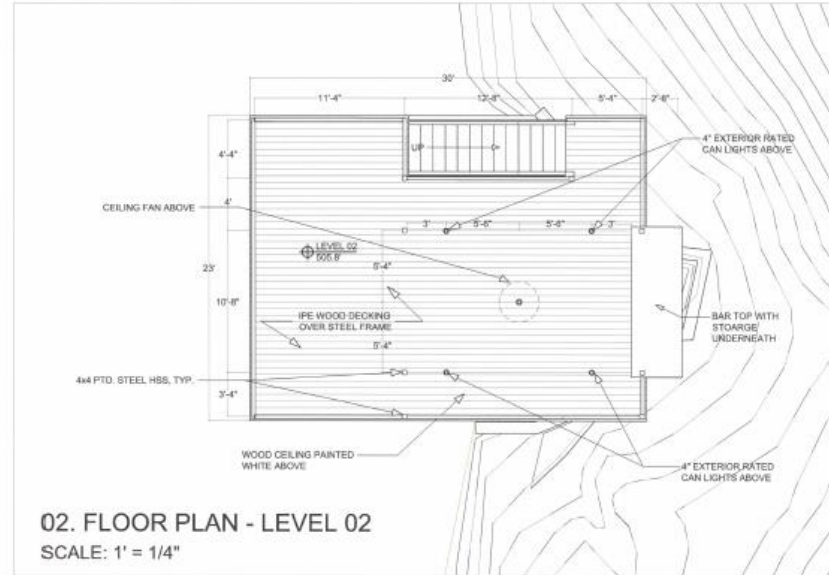 30'
11'-4"
12'-8"
5'-4"
2'-8"
4" EXTERIOR RATED
CAN LIGHTS ABOVE
4'-4"
UP
4'
CEILING FAN ABOVE
3'
5'-6"
5'-6"
3'
LEVEL 02
505.8'
23'
5'-4"
10'-8"
IPE WOOD DECKING
OVER STEEL FRAME
BAR TOP WITH
STOARGE
UNDERNEATH
5'-4"
4x4 PTD. STEEL HSS, TYP.
3'-4"
WOOD CEILING PAINTED
WHITE ABOVE
4" EXTERIOR RATED
CAN LIGHTS ABOVE
02. FLOOR PLAN - LEVEL 02
SCALE: 1' = 1/4"